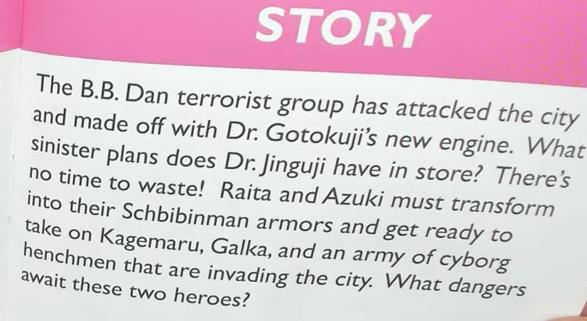 STORY
The B.B. Dan terrorist group has attacked the city
and made off with Dr. Gotokuji's new engine. What
sinister plans does Dr. Jinguji have in store? There's
no time to waste! Raita and Azuki must transform
into their Schbibinman armors and get ready to
take on Kagemaru, Galka, and an army of cyborg
henchmen that are invading the city. What dangers
await these two heroes?